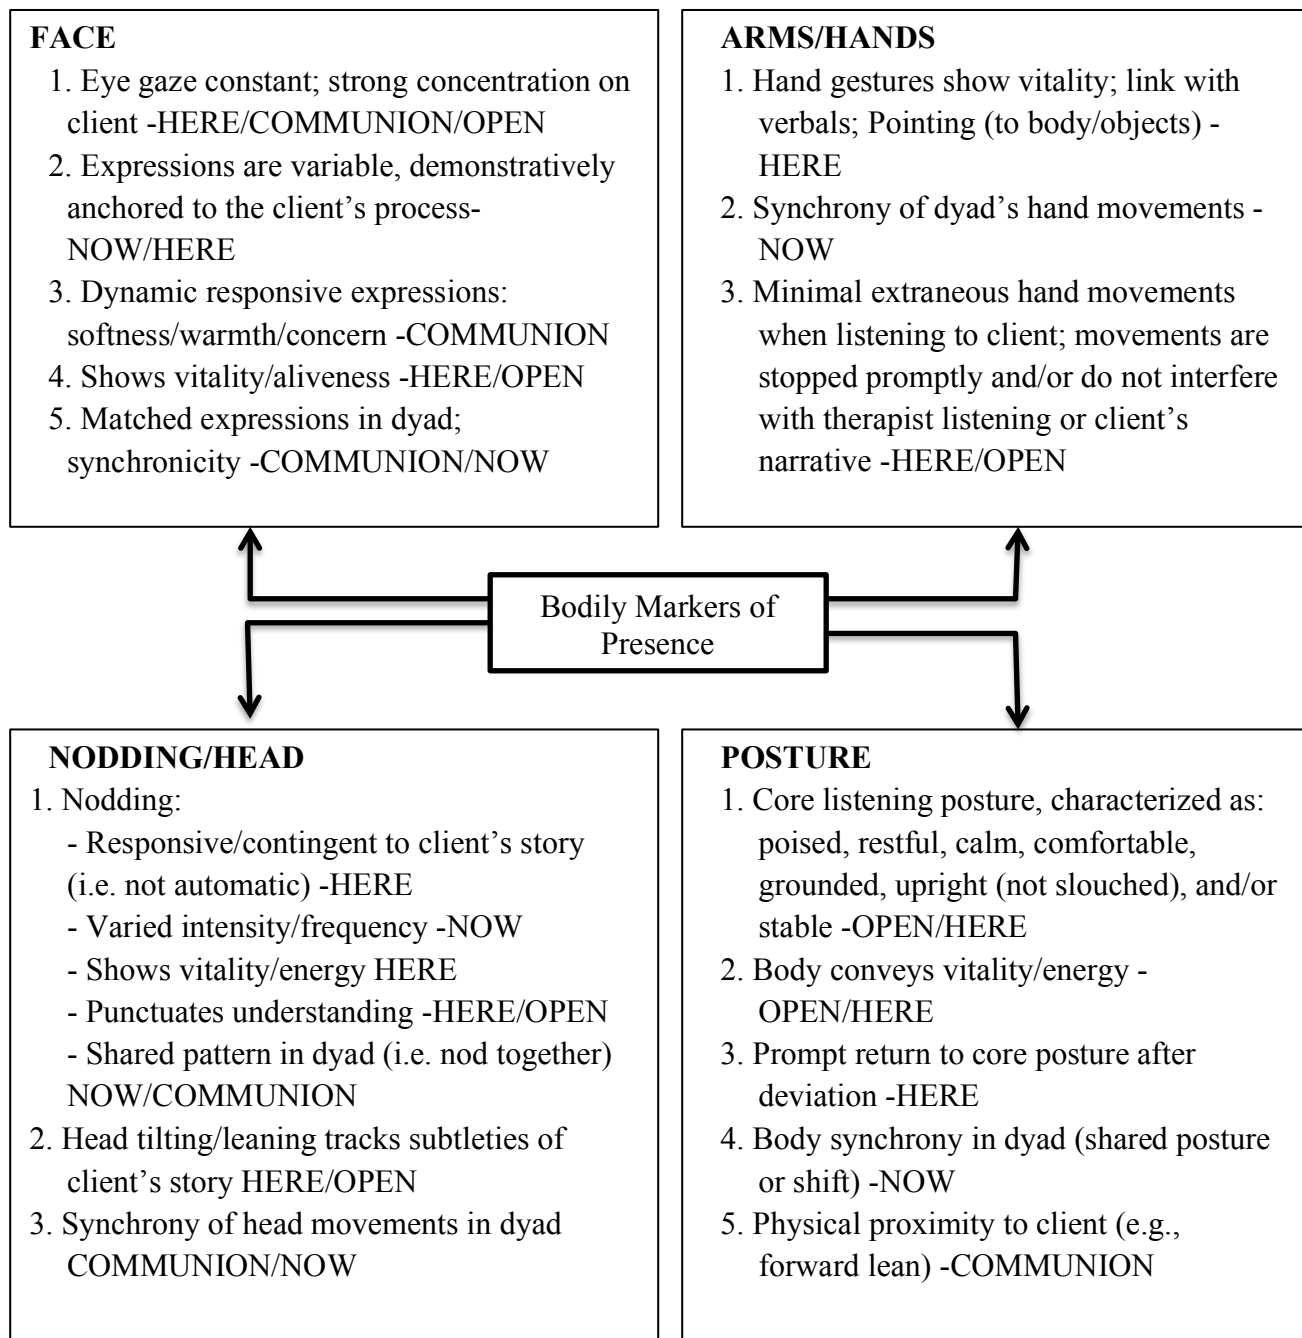 FACE
1. Eye gaze constant; strong concentration on
client -HERE/COMMUNION/OPEN
2. Expressions are variable, demonstratively
anchored to the client’s process-
NOW/HERE
3. Dynamic responsive expressions:
softness/warmth/concern -COMMUNION
4. Shows vitality/aliveness -HERE/OPEN
5. Matched expressions in dyad;
synchronicity -COMMUNION/NOW
ARMS/HANDS
1. Hand gestures show vitality; link with
verbals; Pointing (to body/objects) -
HERE
2. Synchrony of dyad’s hand movements -
NOW
3. Minimal extraneous hand movements
when listening to client; movements are
stopped promptly and/or do not interfere
with therapist listening or client’s
narrative -HERE/OPEN
Bodily Markers of
Presence
NODDING/HEAD
1. Nodding:
- Responsive/contingent to client’s story
(i.e. not automatic) -HERE
- Varied intensity/frequency -NOW
- Shows vitality/energy HERE
- Punctuates understanding -HERE/OPEN
- Shared pattern in dyad (i.e. nod together)
NOW/COMMUNION
2. Head tilting/leaning tracks subtleties of
client’s story HERE/OPEN
3. Synchrony of head movements in dyad
COMMUNION/NOW
POSTURE
1. Core listening posture, characterized as:
poised, restful, calm, comfortable,
grounded, upright (not slouched), and/or
stable -OPEN/HERE
2. Body conveys vitality/energy -
OPEN/HERE
3. Prompt return to core posture after
deviation -HERE
4. Body synchrony in dyad (shared posture
or shift) -NOW
5. Physical proximity to client (e.g.,
forward lean) -COMMUNION